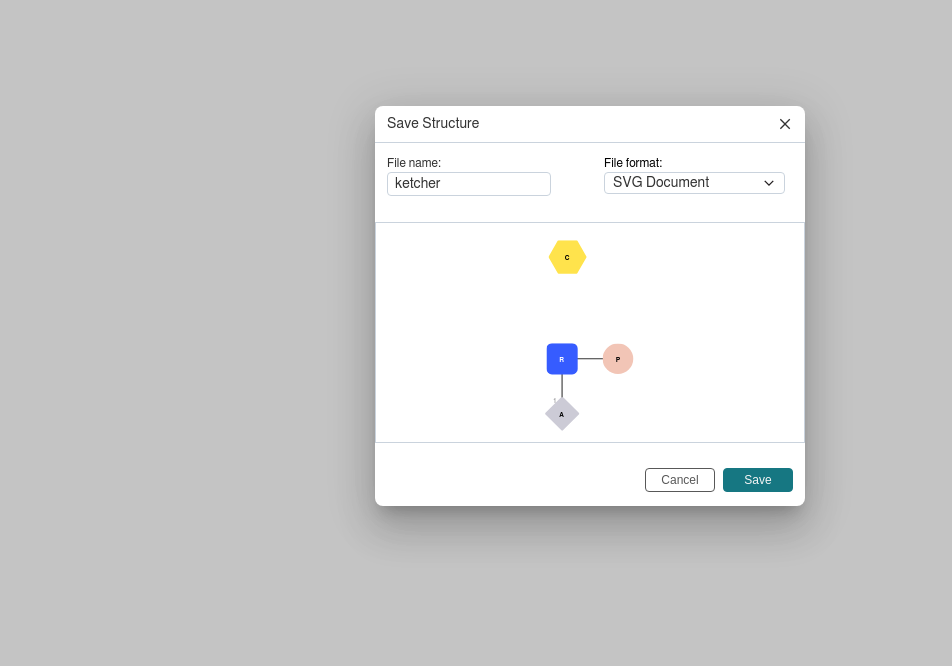 Save Structure
File name:
File format:
ketcher
SVG Document
C
R
P
A
Cancel
Save